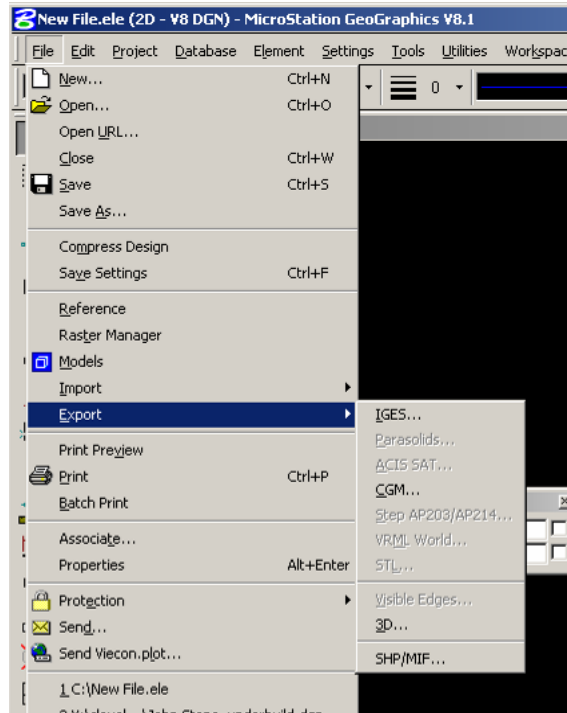 New File.ele (2D - V8 DGN) - MicroStation GeoGraphics V8.1
File Edit Project Database Element Settings Tools Utilities Workspac
New... Ctrl+N
0
Open... Ctrl+O
Open URL...
Close Ctrl+W
Save Ctrl+S
Save As...
Compress Design
Save Settings Ctrl+F
Reference
Raster Manager
Models
Import
Export
IGES...
Parasolids...
ACIS SAT...
CGM...
Step AP203/AP214...
VRML World...
STL...
Visible Edges...
3D...
SHP/MIF...
Print Preview
Print Ctrl+P
Batch Print
Associate...
Properties Alt+Enter
Protection
Send...
Send Viecon.plot...
1 C:\New File.ele